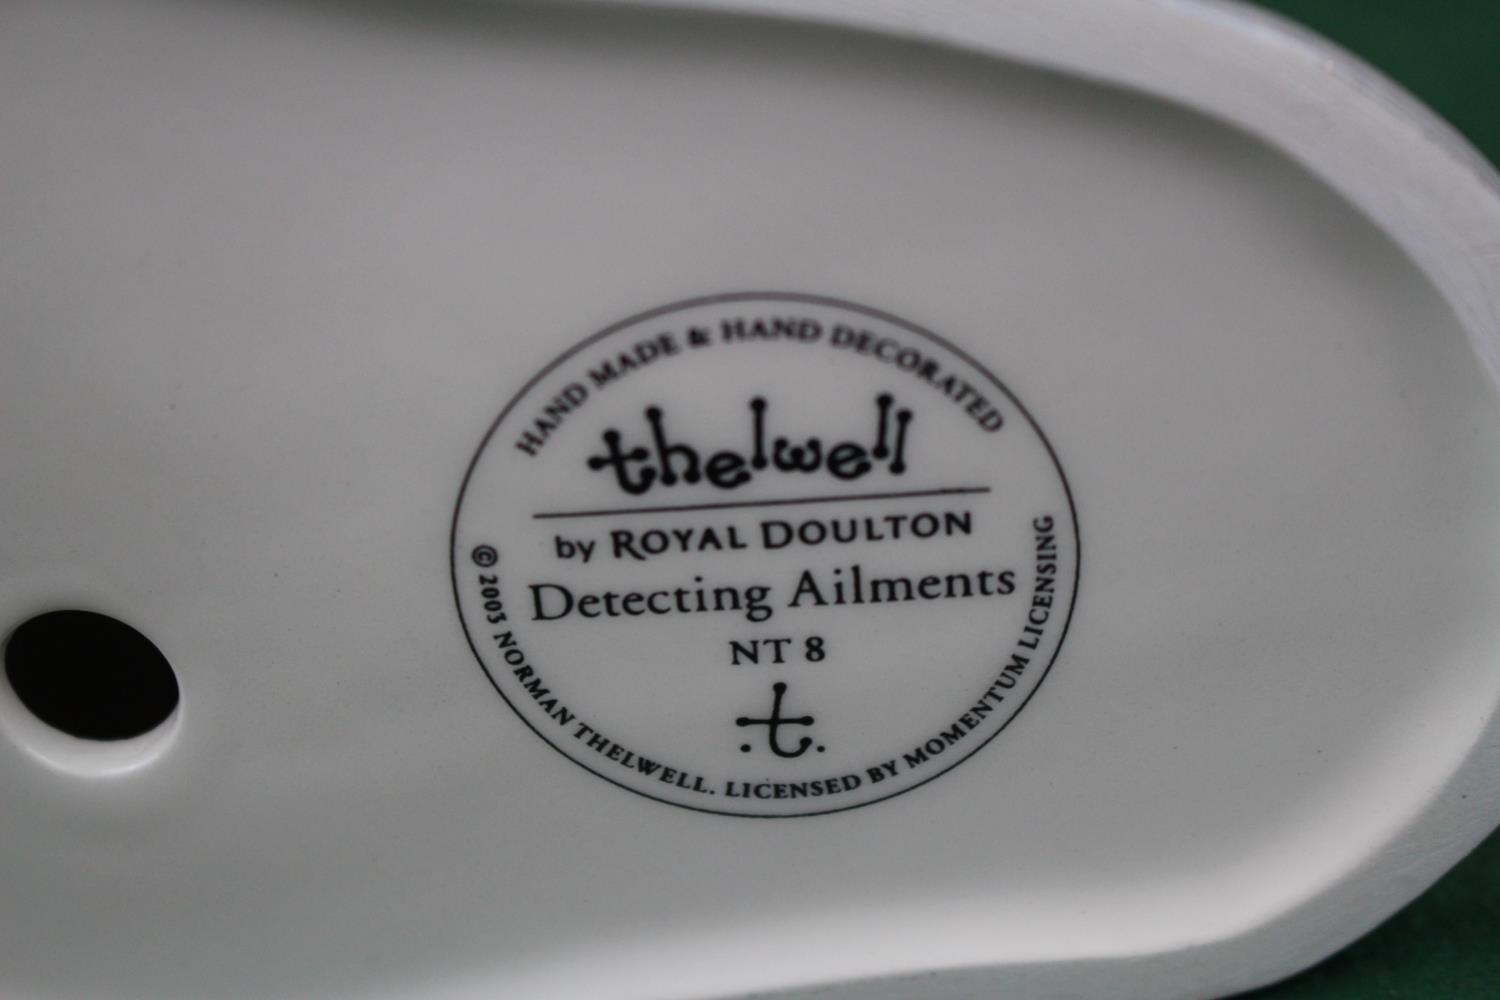 HAND MADE & HAND DECORATED
thelwell
by ROYAL DOULTON
Detecting Ailments
NT 8
.t.
© 2003 NORMAN THELWELL. LICENSED BY MOMENTUM LICENSING